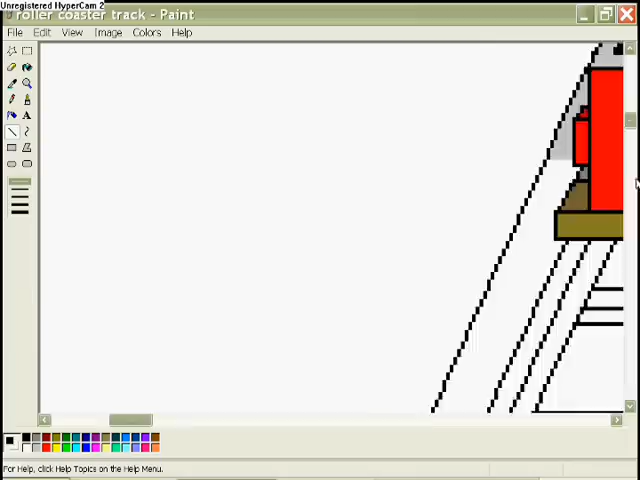 Unregistered HyperCam 2
roller coaster track - Paint
File Edit View Image Colors Help
A
For Help, click Help Topics on the Help Menu.